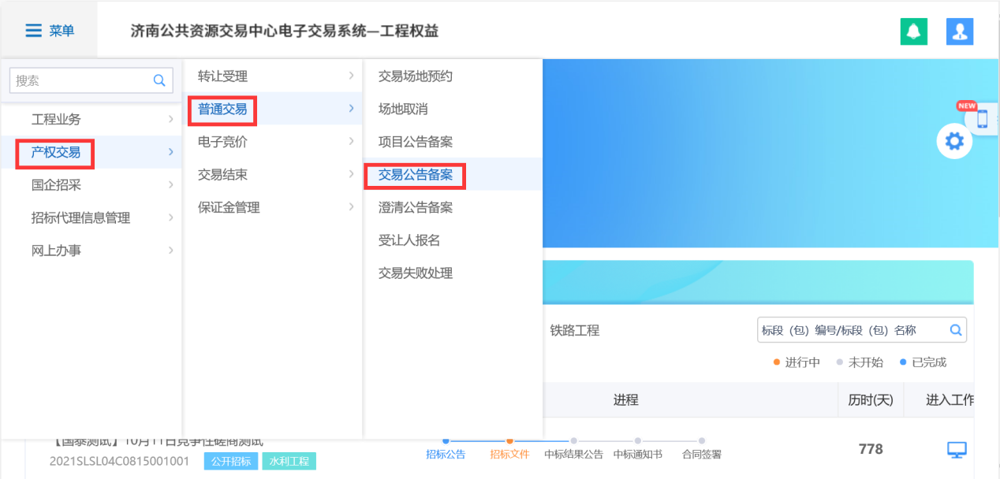 菜单
济南公共资源交易中心电子交易系统—工程权益
搜索
工程业务
产权交易
国企招采
招标代理信息管理
网上办事
转让受理
普通交易
电子竞价
交易结束
保证金管理
交易场地预约
场地取消
项目公告备案
交易公告备案
澄清公告备案
受让人报名
交易失败处理
NEW
铁路工程
标段（包）编号/标段（包）名称
进行中 未开始 已完成
进程 历时(天) 进入工作
【国泰测试】10月11日竞争性磋商测试
2021SLSL04C0815001001 公开招标 水利工程
招标公告 招标文件 中标结果公告 中标通知书 合同签署
778